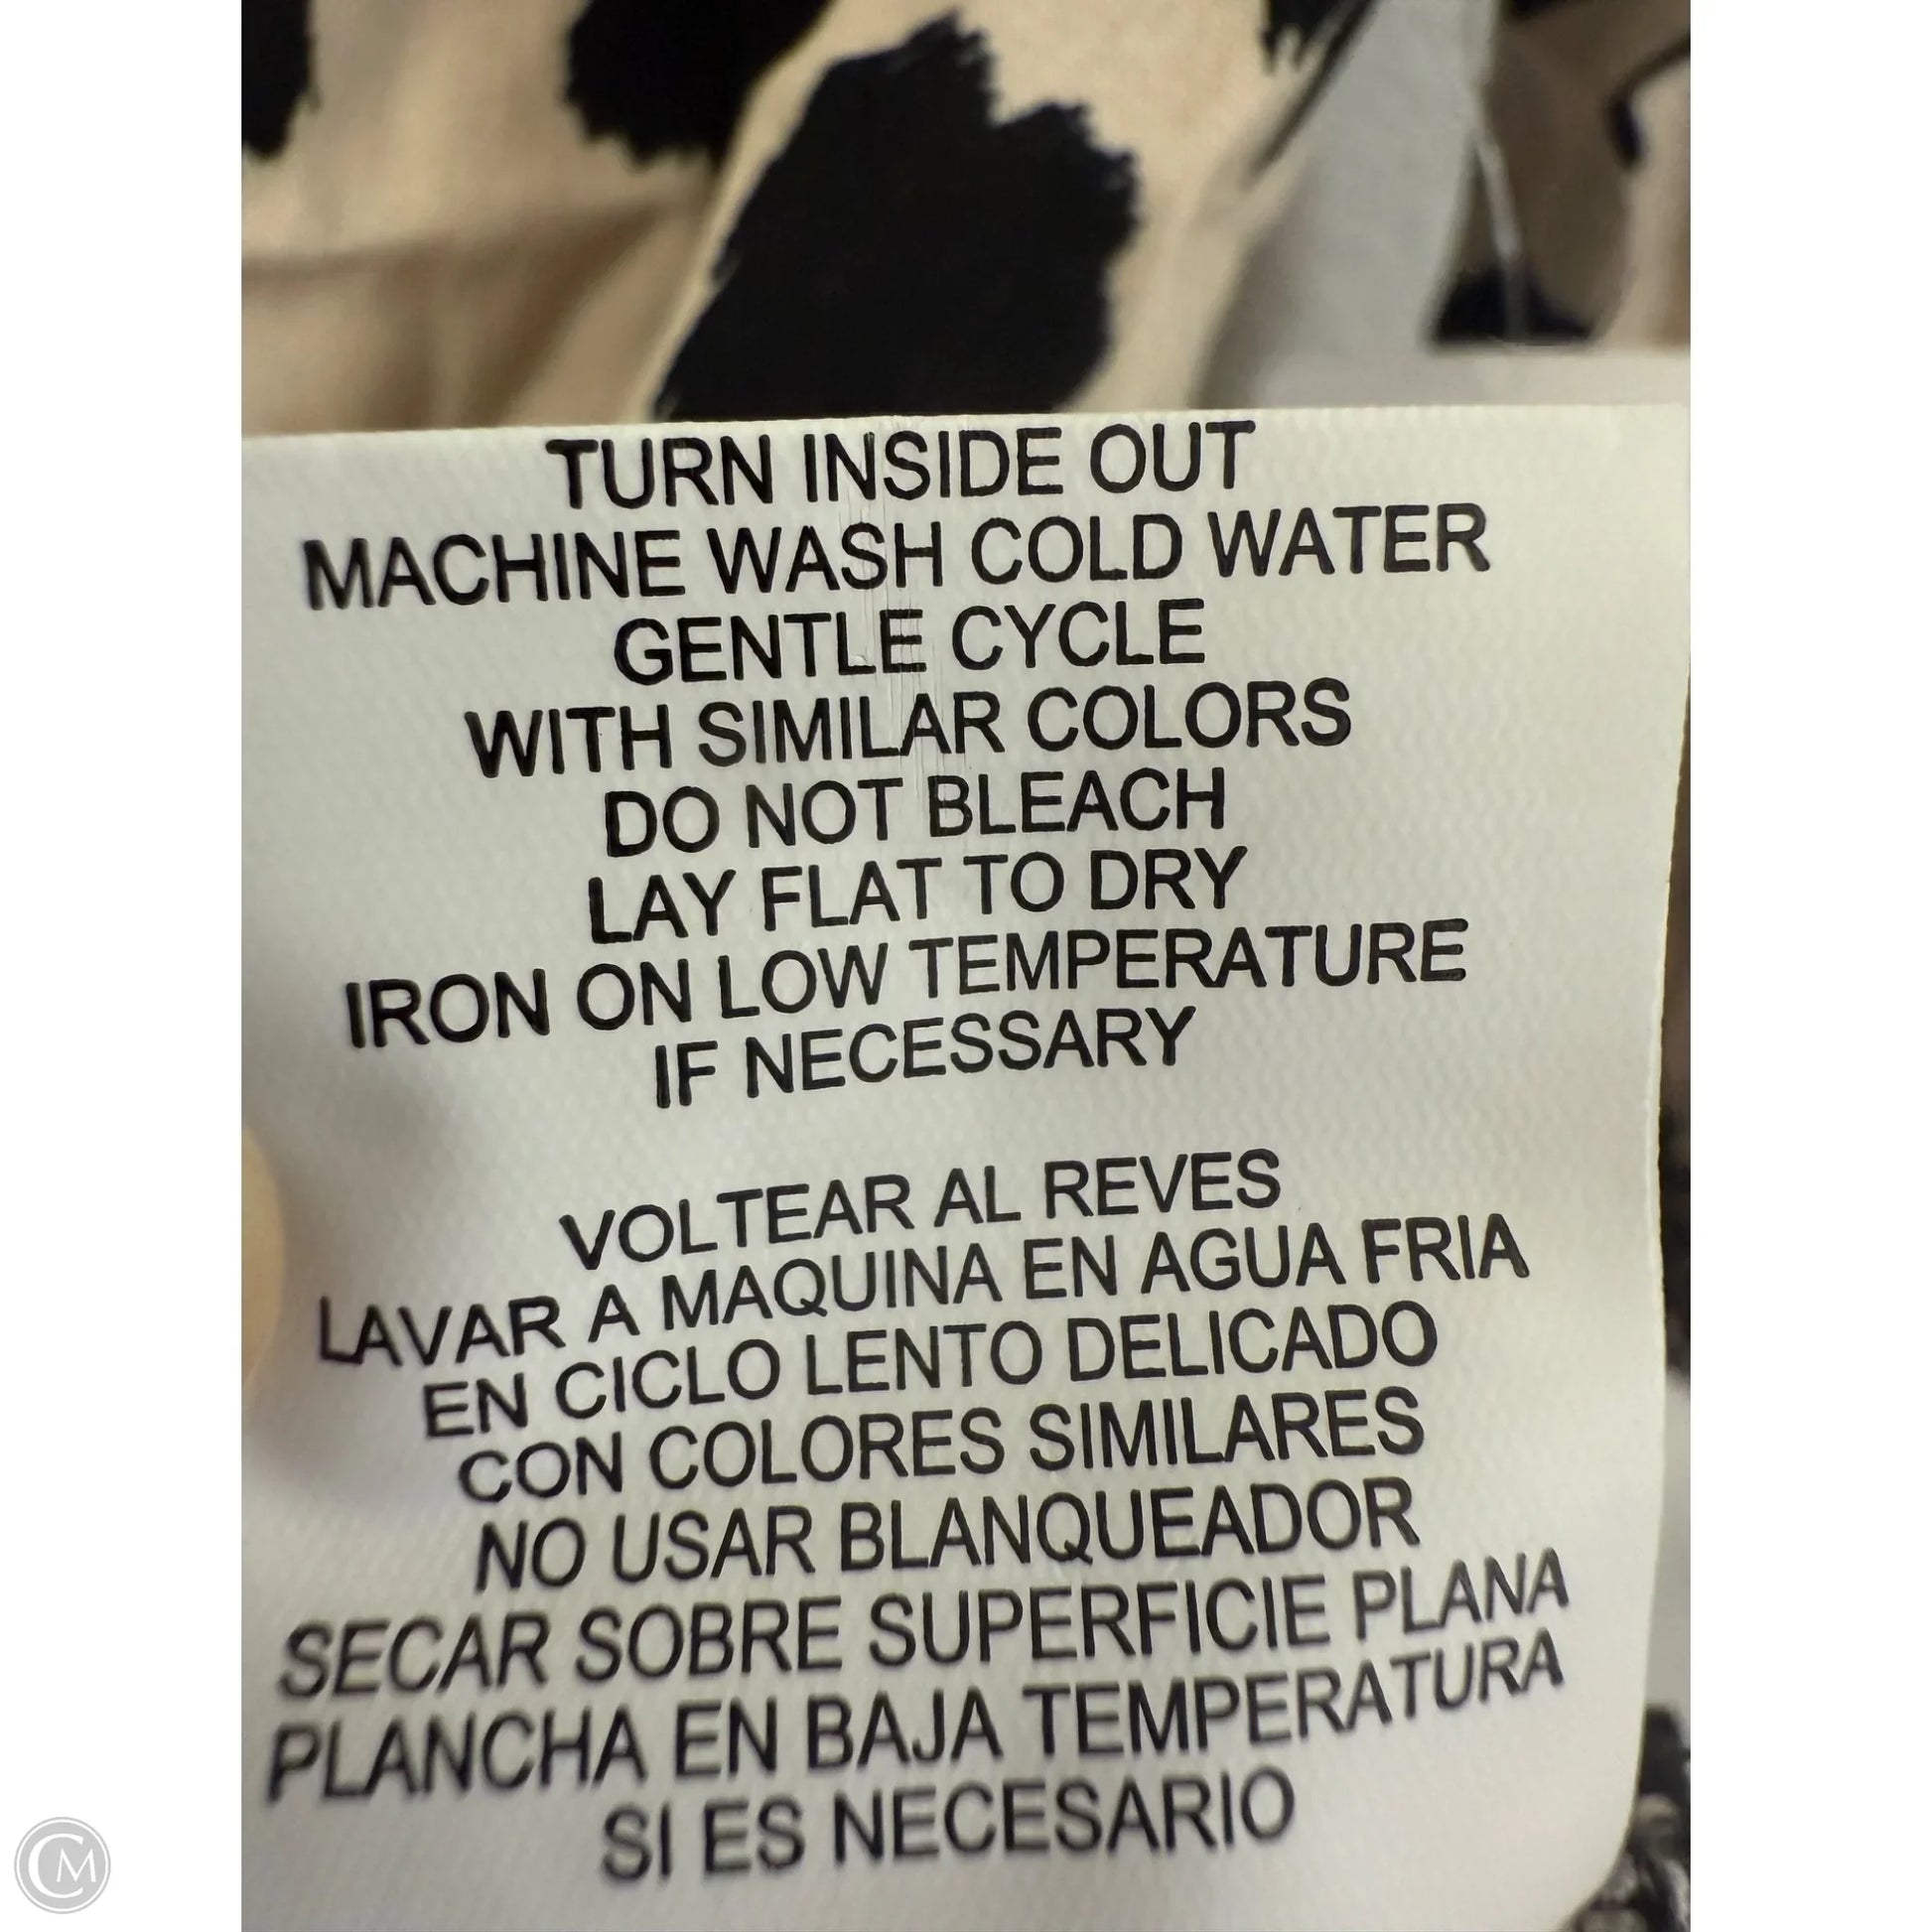 TURN INSIDE OUT
MACHINE WASH COLD WATER
GENTLE CYCLE
WITH SIMILAR COLORS
DO NOT BLEACH
LAY FLAT TO DRY
IRON ON LOW TEMPERATURE
IF NECESSARY
VOLTEAR AL REVES
LAVAR A MAQUINA EN AGUA FRIA
EN CICLO LENTO DELICADO
CON COLORES SIMILARES
NO USAR BLANQUEADOR
SECAR SOBRE SUPERFICIE PLANA
PLANCHA EN BAJA TEMPERATURA
SI ES NECESARIO
CM